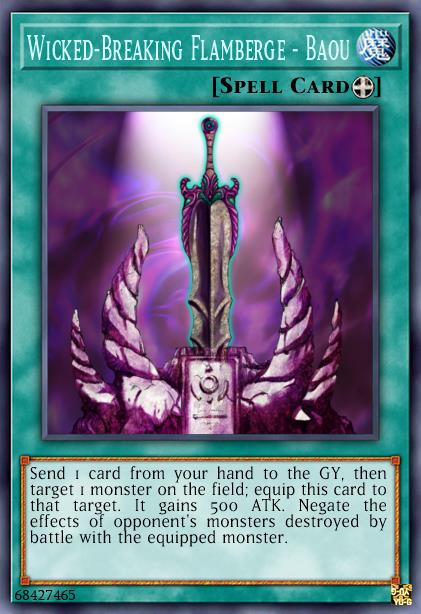 Wicked-Breaking Flamberge - Baou
魔
[Spell Card]
Send 1 card from your hand to the GY, then
target 1 monster on the field; equip this card to
that target. It gains 500 ATK. Negate the
effects of opponent's monsters destroyed by
battle with the equipped monster.
68427465